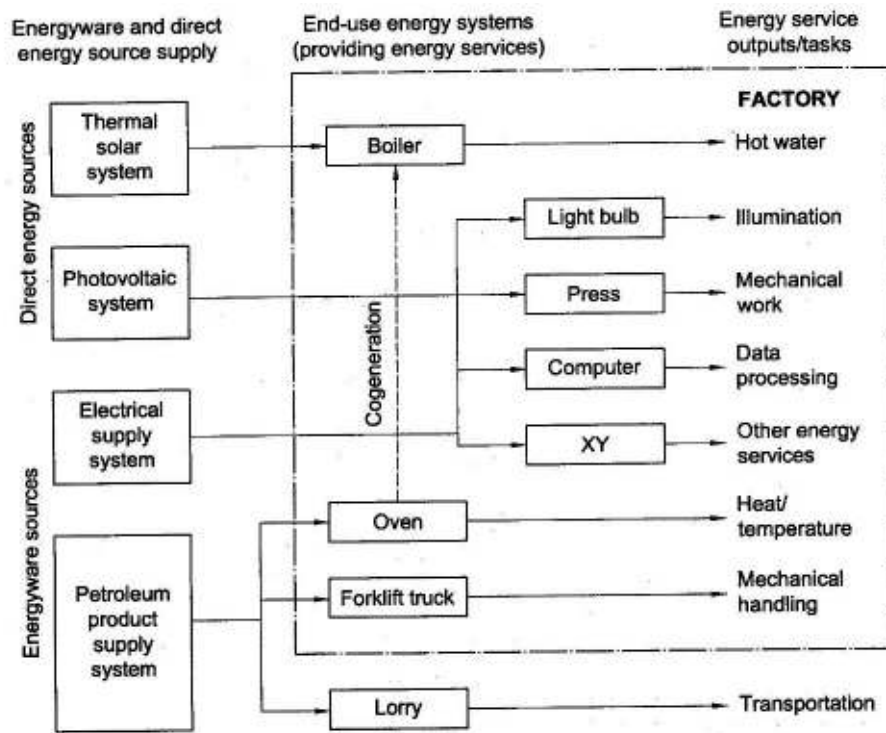 Energyware and direct
energy source supply
End-use energy systems
(providing energy services)
Energy service
outputs/tasks
FACTORY
Direct energy sources
Thermal
solar
system
Boiler
Hot water
Light bulb
Illumination
Photovoltaic
system
Press
Mechanical
work
Cogeneration
Computer
Data
processing
Energyware sources
Electrical
supply
system
XY
Other energy
services
Oven
Heat/
temperature
Petroleum
product
supply
system
Forklift truck
Mechanical
handling
Lorry
Transportation